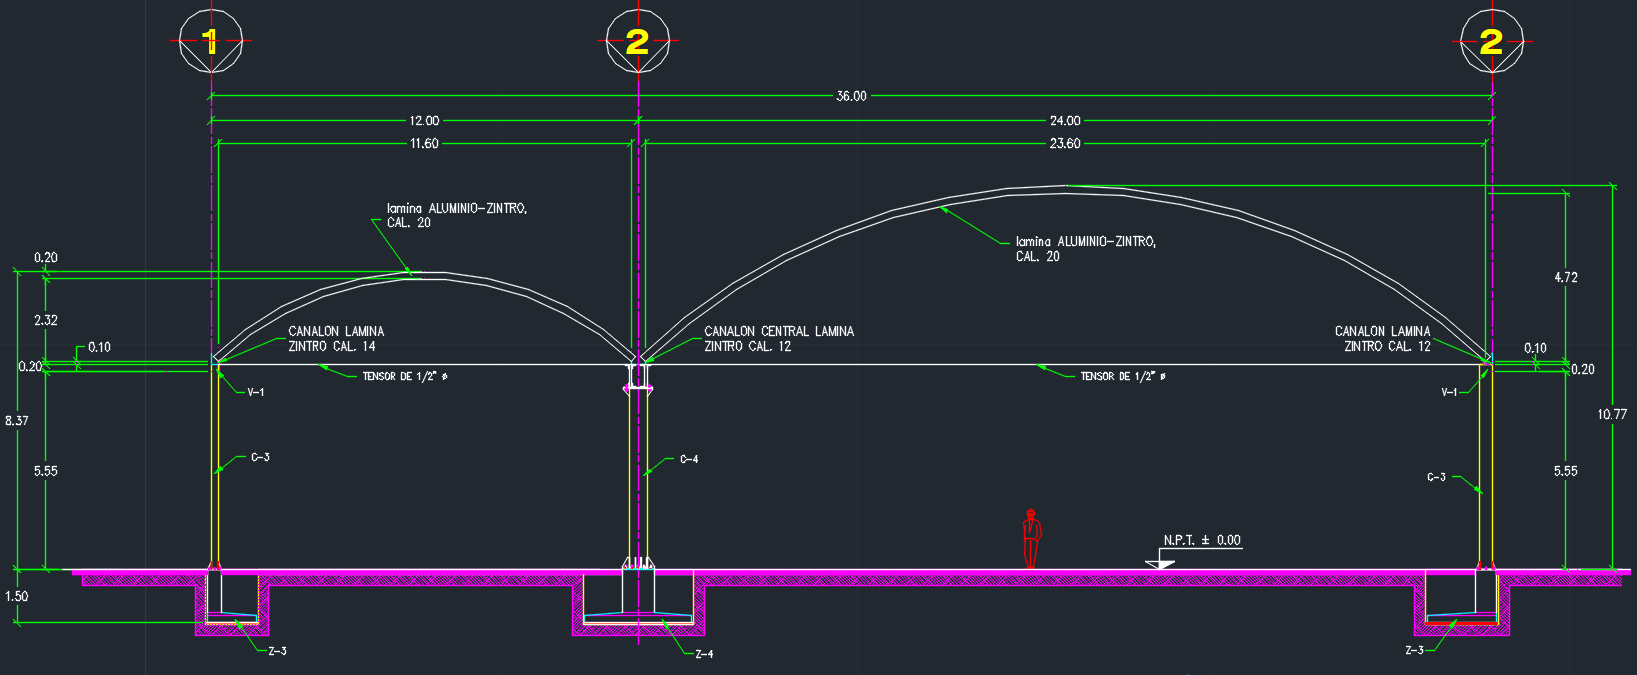 1
2
2
36.00
12.00
24.00
11.60
23.60
lamina ALUMINIO-ZINTRO,
CAL. 20
lamina ALUMINIO-ZINTRO,
CAL. 20
0.20
2.32
0.10
0.20
8.37
5.55
1.50
CANALON LAMINA
ZINTRO CAL. 14
CANALON CENTRAL LAMINA
ZINTRO CAL. 12
CANALON LAMINA
ZINTRO CAL. 12
4.72
0.10
0.20
10.77
5.55
TENSOR DE 1/2" ø
TENSOR DE 1/2" ø
V-1
V-1
C-3
C-4
C-3
N.P.T. ± 0.00
Z-3
Z-4
Z-3